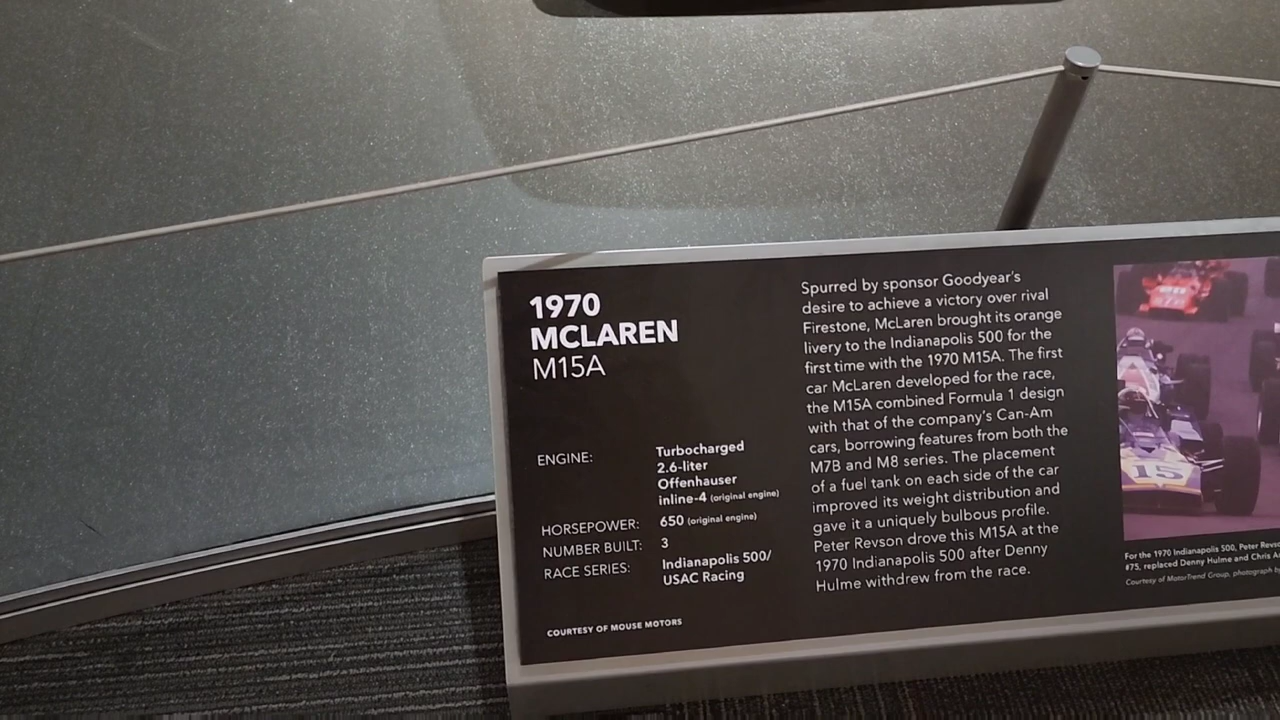 1970
MCLAREN
M15A
ENGINE:
Turbocharged
2.6-liter
Offenhauser
inline-4 (original engine)
HORSEPOWER:
650 (original engine)
NUMBER BUILT:
3
RACE SERIES:
Indianapolis 500/
USAC Racing
COURTESY OF MOUSE MOTORS
Spurred by sponsor Goodyear's
desire to achieve a victory over rival
Firestone, McLaren brought its orange
livery to the Indianapolis 500 for the
first time with the 1970 M15A. The first
car McLaren developed for the race,
the M15A combined Formula 1 design
with that of the company's Can-Am
cars, borrowing features from both the
M7B and M8 series. The placement
of a fuel tank on each side of the car
improved its weight distribution and
gave it a uniquely bulbous profile.
Peter Revson drove this M15A at the
1970 Indianapolis 500 after Denny
Hulme withdrew from the race.
15
For the 1970 Indianapolis 500, Peter
#75, replaced Denny Hulme and Chris
Courtesy of MotorTrend Group, photograph